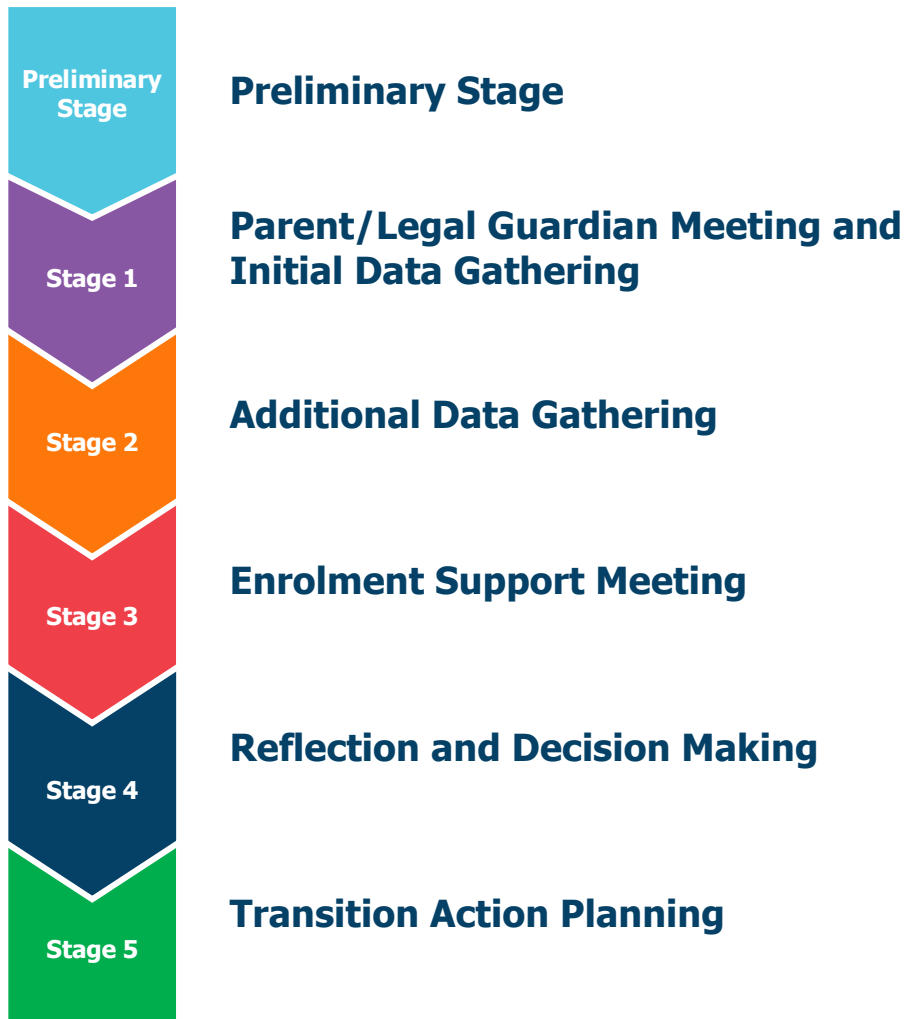 Preliminary
Stage
Preliminary Stage
Stage 1
Parent/Legal Guardian Meeting and
Initial Data Gathering
Stage 2
Additional Data Gathering
Stage 3
Enrolment Support Meeting
Stage 4
Reflection and Decision Making
Stage 5
Transition Action Planning